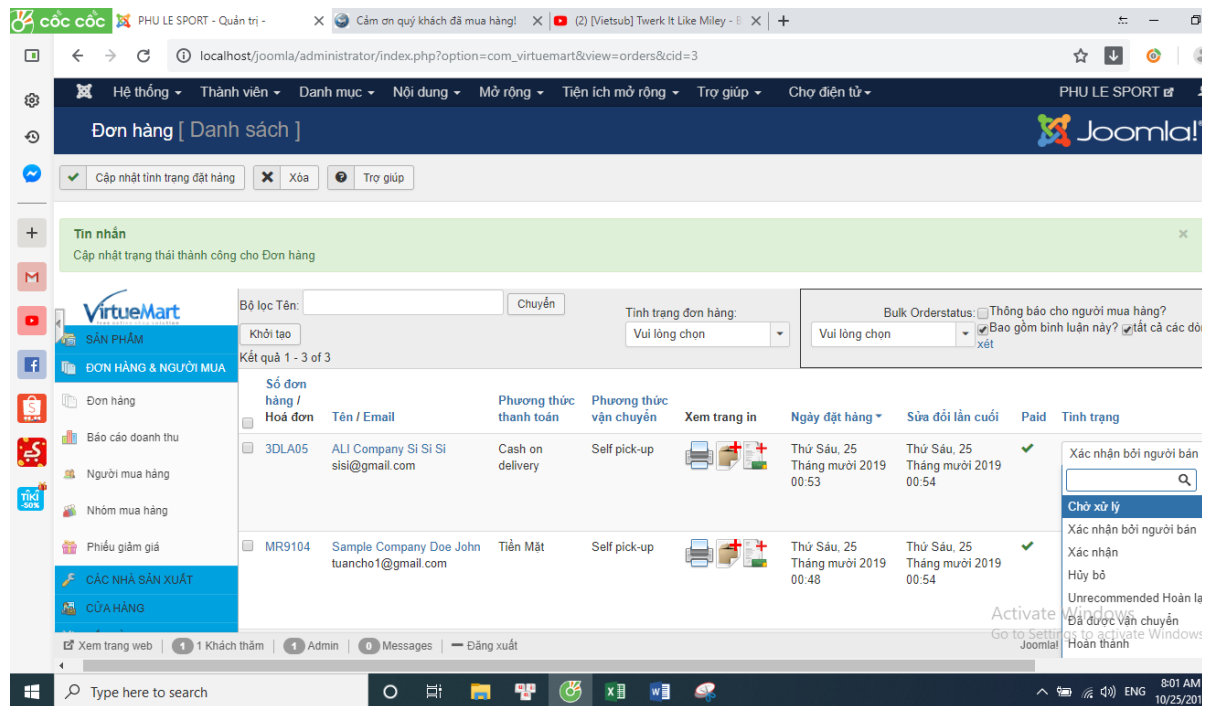 cốc cốc PHU LE SPORT - Quản trị - Cảm ơn quý khách đã mua hàng! (2) [Vietsub] Twerk It Like Miley - B
localhost/joomla/administrator/index.php?option=com_virtuemart&view=orders&cid=3
Hệ thống Thành viên Danh mục Nội dung Mở rộng Tiện ích mở rộng Trợ giúp Chợ điện tử PHU LE SPORT
Đơn hàng [ Danh sách ] Joomla!
Cập nhật tình trạng đặt hàng Xóa Trợ giúp
Tin nhắn
Cập nhật trạng thái thành công cho Đơn hàng
VirtueMart
Bộ lọc Tên: Chuyển
Khởi tạo
Kết quả 1 - 3 of 3
Tình trạng đơn hàng:
Vui lòng chọn
Bulk Orderstatus: Thông báo cho người mua hàng?
Vui lòng chọn Bao gồm bình luận này? tất cả các dò
xét
SẢN PHẨM
ĐƠN HÀNG & NGƯỜI MUA
Đơn hàng
Báo cáo doanh thu
Người mua hàng
Nhóm mua hàng
Phiếu giảm giá
CÁC NHÀ SẢN XUẤT
CỬA HÀNG
Số đơn
hàng /
Hoá đơn Tên / Email Phương thức
thanh toán Phương thức
vận chuyển Xem trang in Ngày đặt hàng Sửa đổi lần cuối Paid Tình trạng
3DLA05 ALI Company Si Si Si
sisi@gmail.com Cash on
delivery Self pick-up Thứ Sáu, 25
Tháng mười 2019
00:53 Thứ Sáu, 25
Tháng mười 2019
00:54 Xác nhận bởi người bán
MR9104 Sample Company Doe John
tuancho1@gmail.com Tiền Mặt Self pick-up Thứ Sáu, 25
Tháng mười 2019
00:48 Thứ Sáu, 25
Tháng mười 2019
00:54
Chờ xử lý
Xác nhận bởi người bán
Xác nhận
Hủy bỏ
Unrecommended Hoàn lạ
Đã được vận chuyển
Hoàn thành
Activate Windows
Go to Settings to activate Windows
Xem trang web 1 1 Khách thăm 1 Admin 0 Messages Đăng xuất Joomla!
Type here to search ENG 8:01 AM
10/25/201
TIKI
-50%